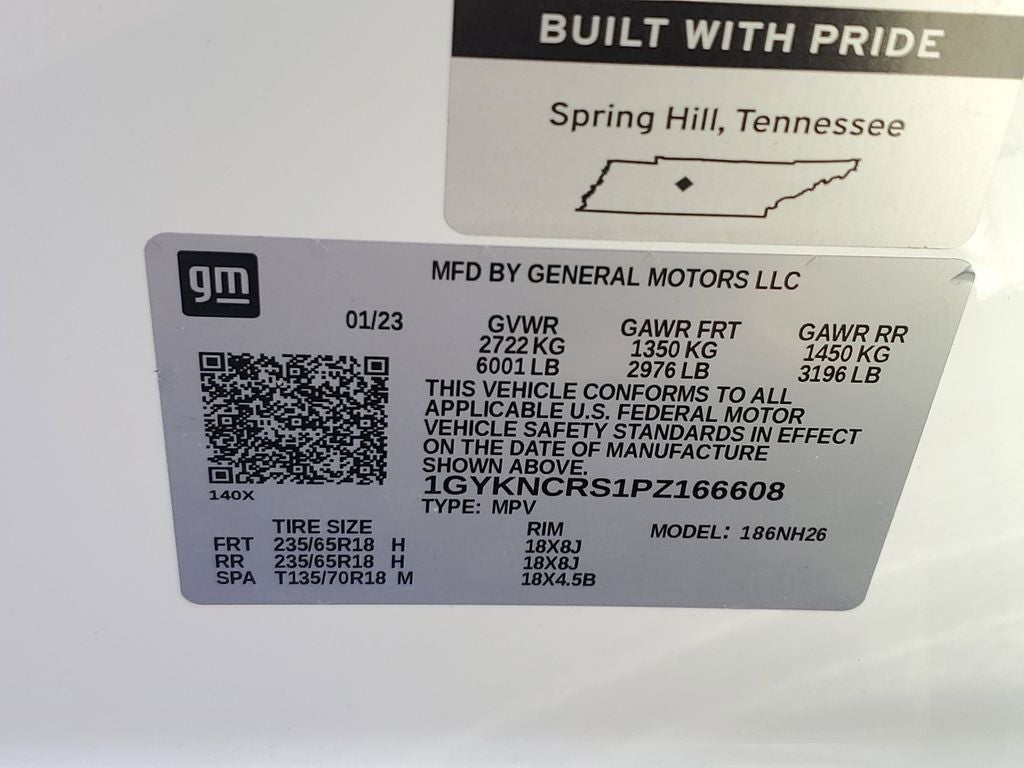 BUILT WITH PRIDE
Spring Hill, Tennessee
gm
MFD BY GENERAL MOTORS LLC
01/23
GVWR GAWR FRT GAWR RR
2722 KG 1350 KG 1450 KG
6001 LB 2976 LB 3196 LB
THIS VEHICLE CONFORMS TO ALL
APPLICABLE U.S. FEDERAL MOTOR
VEHICLE SAFETY STANDARDS IN EFFECT
ON THE DATE OF MANUFACTURE
SHOWN ABOVE.
1GYKNCRS1PZ166608
140X
TYPE: MPV
TIRE SIZE RIM MODEL: 186NH26
FRT 235/65R18 H 18X8J
RR 235/65R18 H 18X8J
SPA T135/70R18 M 18X4.5B